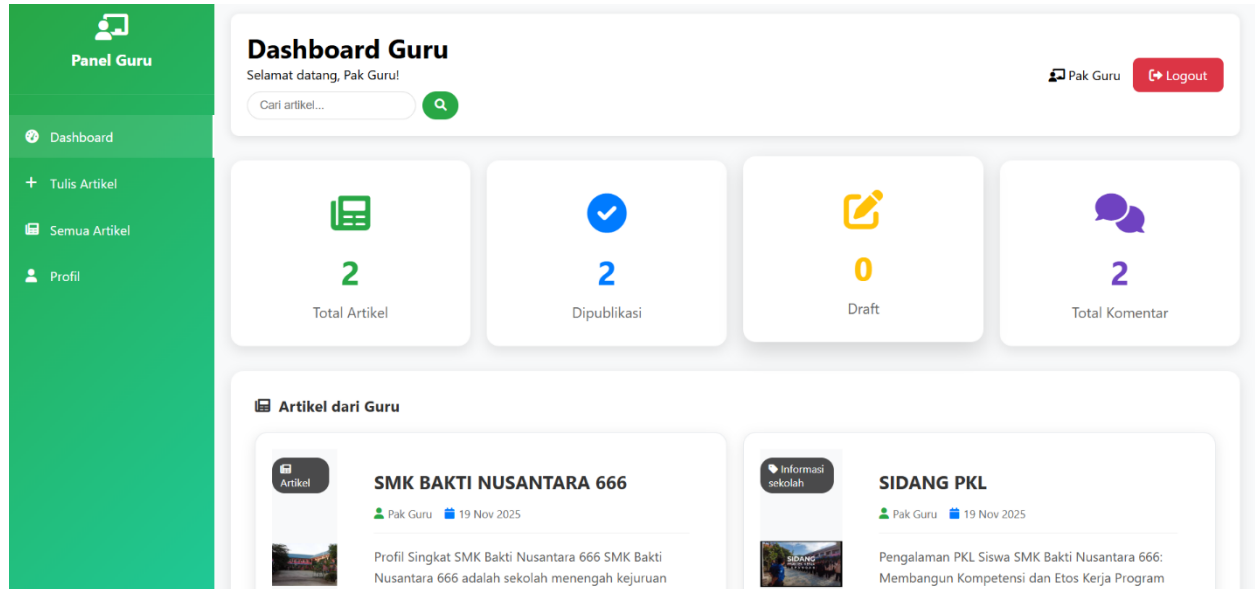 Panel Guru
Dashboard
Tulis Artikel
Semua Artikel
Profil
Dashboard Guru
Selamat datang, Pak Guru!
Cari artikel...
Pak Guru
Logout
2
Total Artikel
2
Dipublikasi
0
Draft
2
Total Komentar
Artikel dari Guru
Artikel
SMK BAKTI NUSANTARA 666
Pak Guru 19 Nov 2025
Profil Singkat SMK Bakti Nusantara 666 SMK Bakti
Nusantara 666 adalah sekolah menengah kejuruan
Informasi
sekolah
SIDANG PKL
Pak Guru 19 Nov 2025
SIDANG
Pengalaman PKL Siswa SMK Bakti Nusantara 666:
Membangun Kompetensi dan Etos Kerja Program